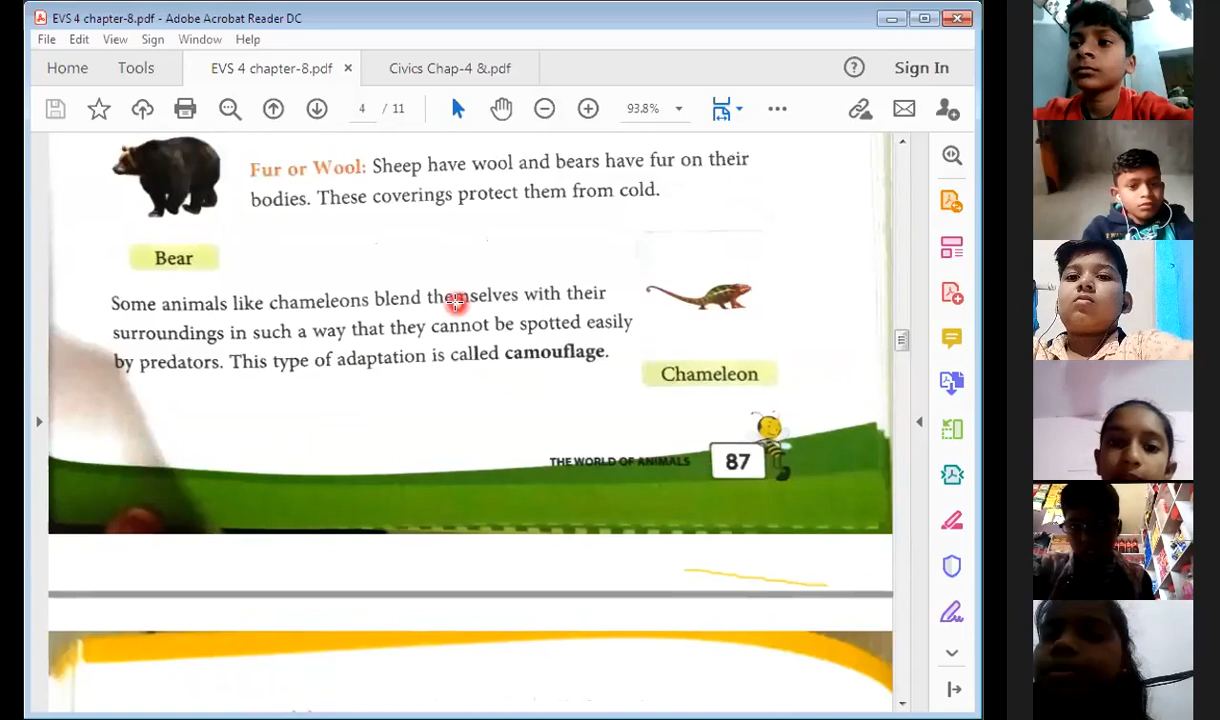 EVS 4 chapter-8.pdf - Adobe Acrobat Reader DC
File Edit View Sign Window Help
Home Tools EVS 4 chapter-8.pdf × Civics Chap-4 &.pdf ? Sign In
4 / 11 93.8%
Fur or Wool: Sheep have wool and bears have fur on their
bodies. These coverings protect them from cold.
Bear
Some animals like chameleons blend themselves with their
surroundings in such a way that they cannot be spotted easily
by predators. This type of adaptation is called camouflage.
Chameleon
THE WORLD OF ANIMALS 87